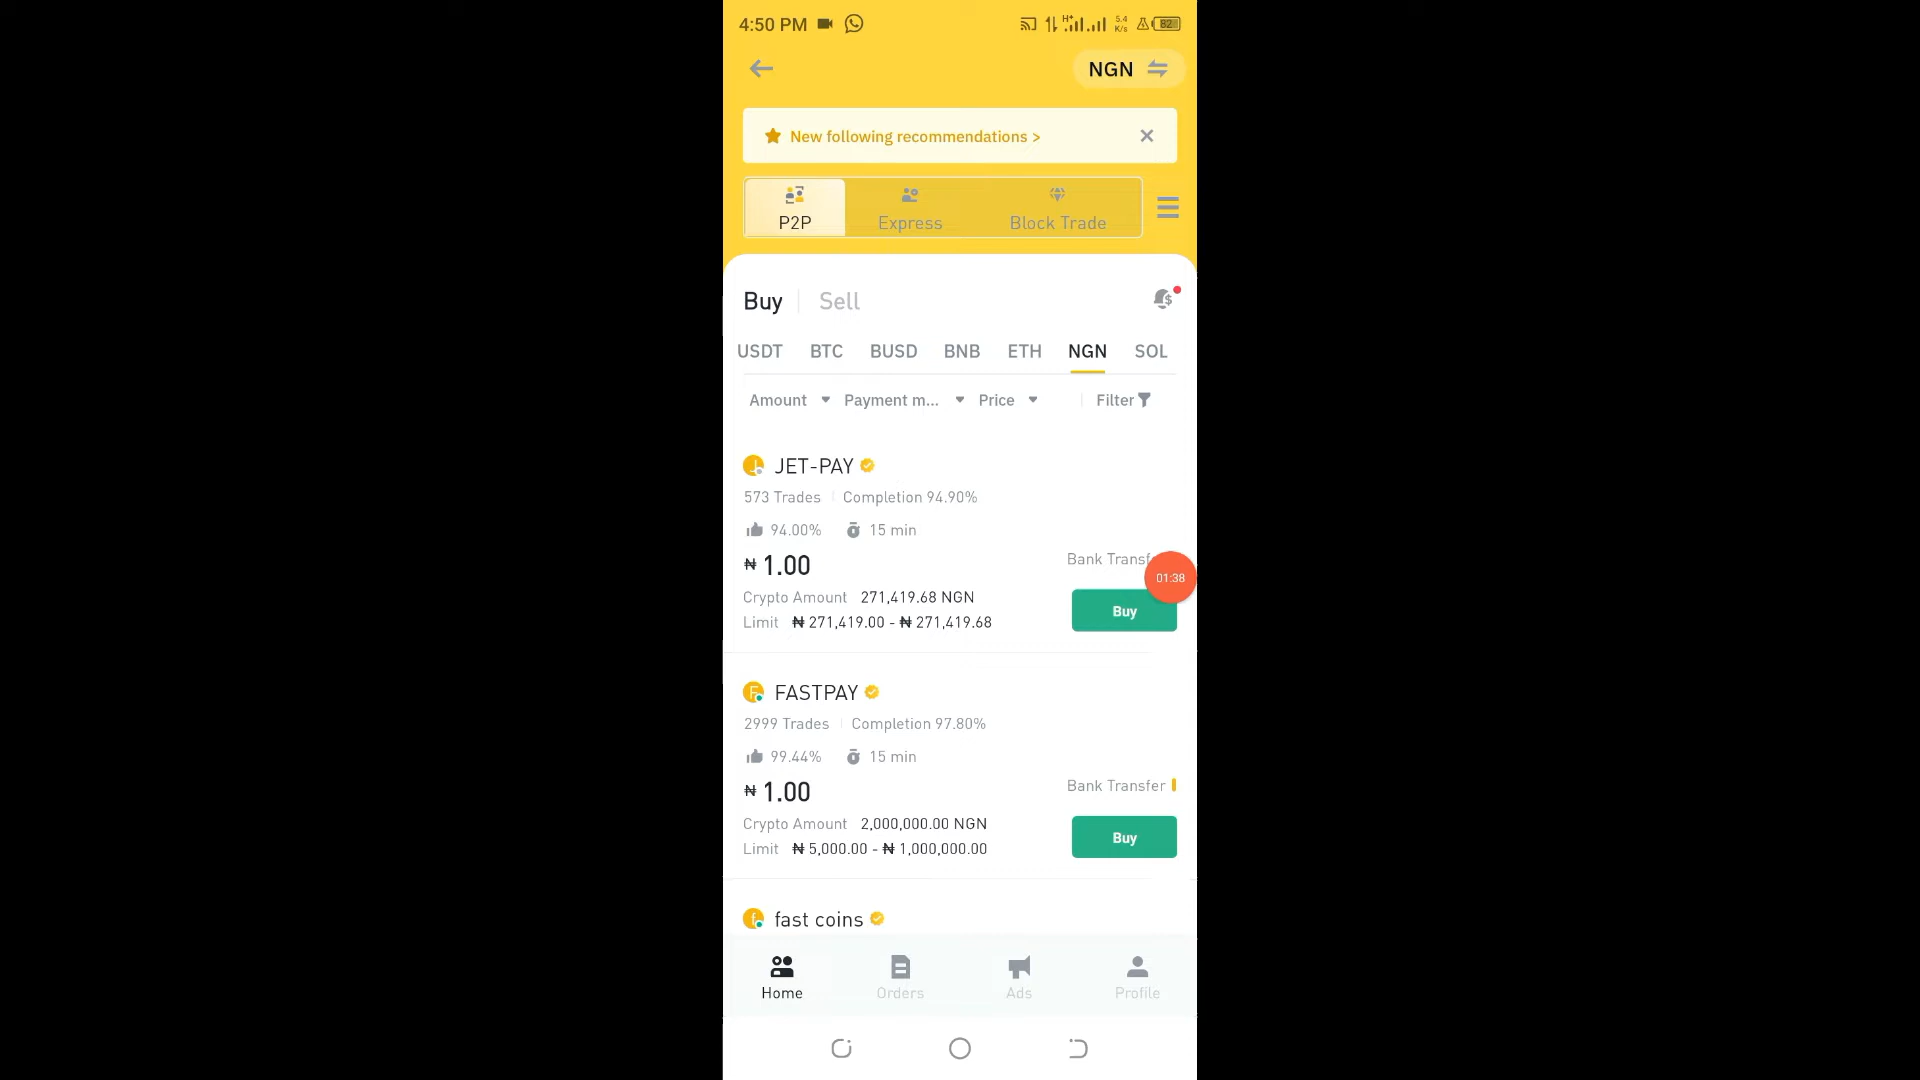 4:50 PM H+ 5.4 K/s 82
NGN
New following recommendations >
P2P Express Block Trade
Buy Sell
USDT BTC BUSD BNB ETH NGN SOL
Amount Payment m... Price Filter
JET-PAY
573 Trades Completion 94.90%
94.00% 15 min
₦ 1.00 Bank Transf
01:38
Crypto Amount 271,419.68 NGN
Buy
Limit ₦ 271,419.00 - ₦ 271,419.68
F FASTPAY
2999 Trades Completion 97.80%
99.44% 15 min
₦ 1.00 Bank Transfer
Crypto Amount 2,000,000.00 NGN
Buy
Limit ₦ 5,000.00 - ₦ 1,000,000.00
f fast coins
Home Orders Ads Profile